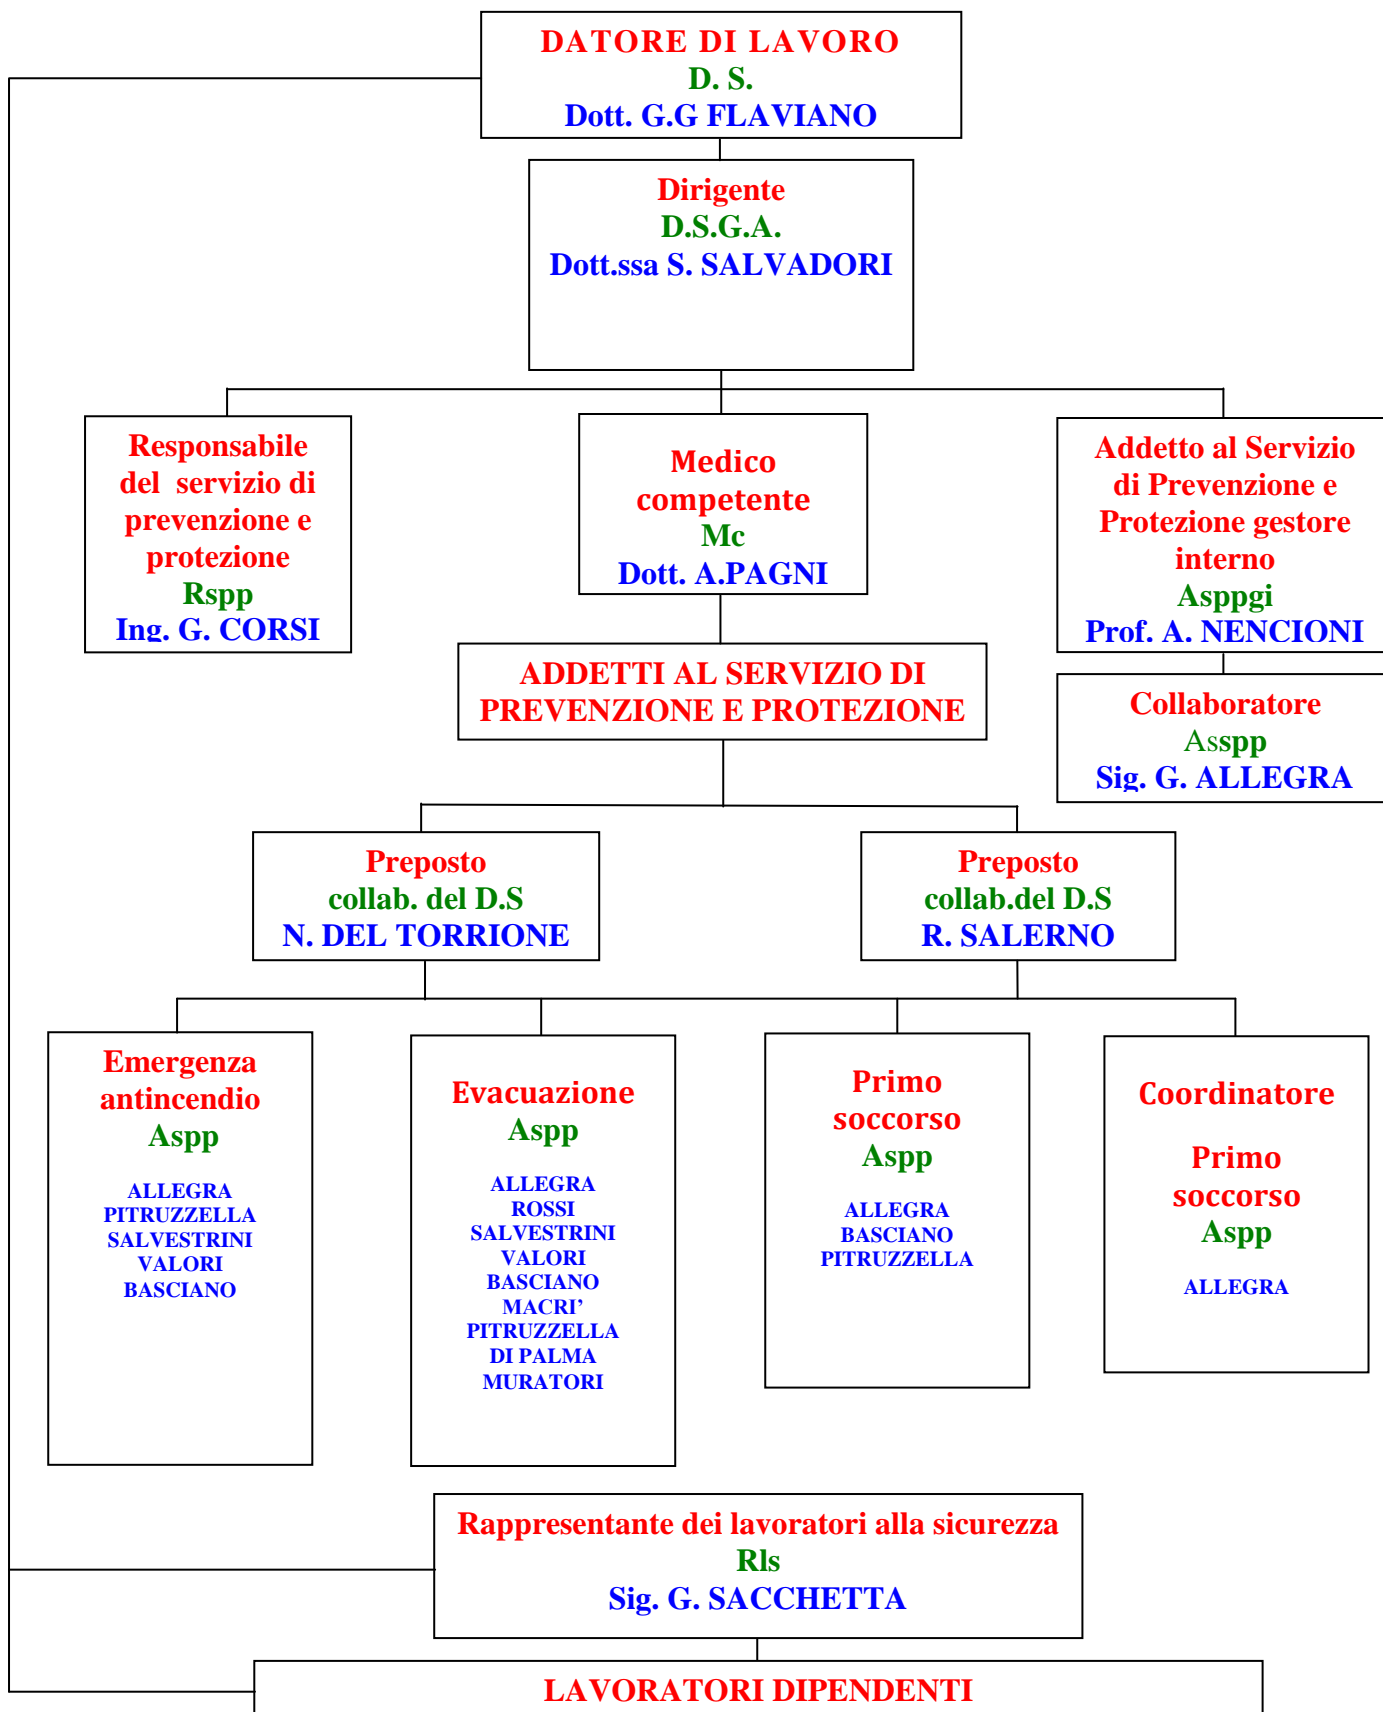 DATORE DI LAVORO
D. S.
Dott. G.G FLAVIANO
Dirigente
D.S.G.A.
Dott.ssa S. SALVADORI
Responsabile
del servizio di
prevenzione e
protezione
Rspp
Ing. G. CORSI
Medico
competente
Mc
Dott. A.PAGNI
Addetto al Servizio
di Prevenzione e
Protezione gestore
interno
Asppgi
Prof. A. NENCIONI
ADDETTI AL SERVIZIO DI
PREVENZIONE E PROTEZIONE
Collaboratore
Asspp
Sig. G. ALLEGRA
Preposto
collab. del D.S
N. DEL TORRIONE
Preposto
collab.del D.S
R. SALERNO
Emergenza
antincendio
Aspp
ALLEGRA
PITRUZZELLA
SALVESTRINI
VALORI
BASCIANO
Evacuazione
Aspp
ALLEGRA
ROSSI
SALVESTRINI
VALORI
BASCIANO
MACRI’
PITRUZZELLA
DI PALMA
MURATORI
Primo
soccorso
Aspp
ALLEGRA
BASCIANO
PITRUZZELLA
Coordinatore
Primo
soccorso
Aspp
ALLEGRA
Rappresentante dei lavoratori alla sicurezza
Rls
Sig. G. SACCHETTA
LAVORATORI DIPENDENTI